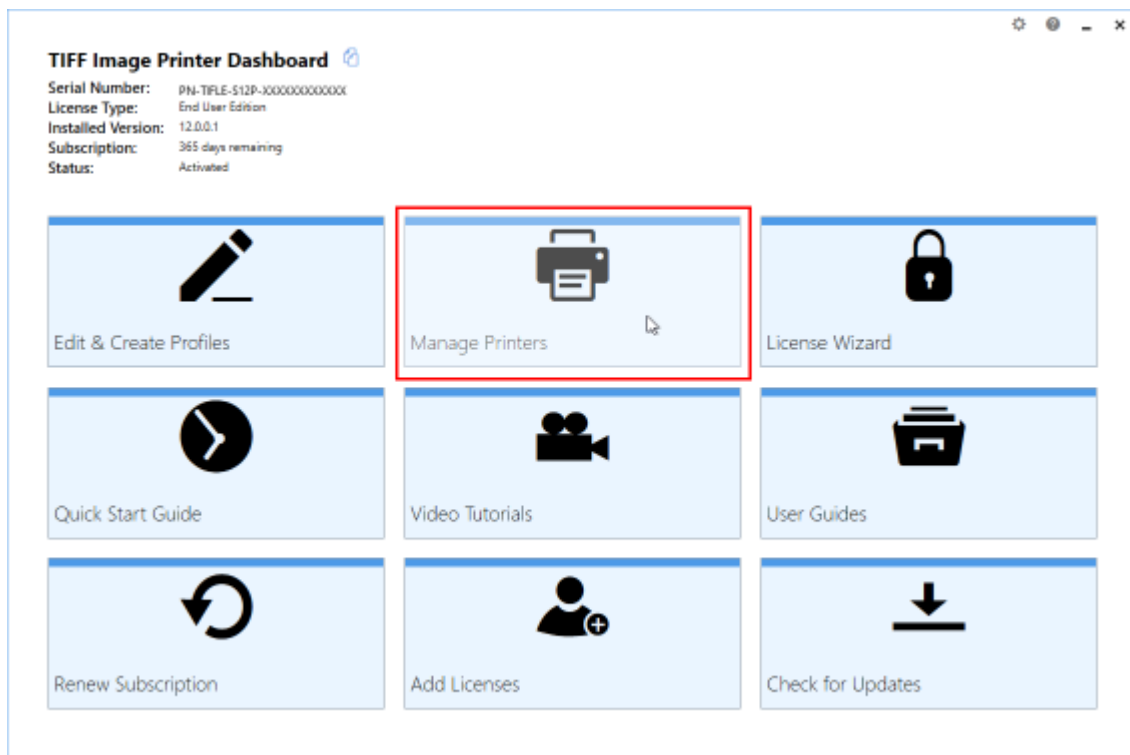 TIFF Image Printer Dashboard
Serial Number: PN-TIFLE-S12P-XXXXXXXXXXXXX
License Type: End User Edition
Installed Version: 12.0.0.1
Subscription: 365 days remaining
Status: Activated
Edit & Create Profiles
Manage Printers
License Wizard
Quick Start Guide
Video Tutorials
User Guides
Renew Subscription
Add Licenses
Check for Updates